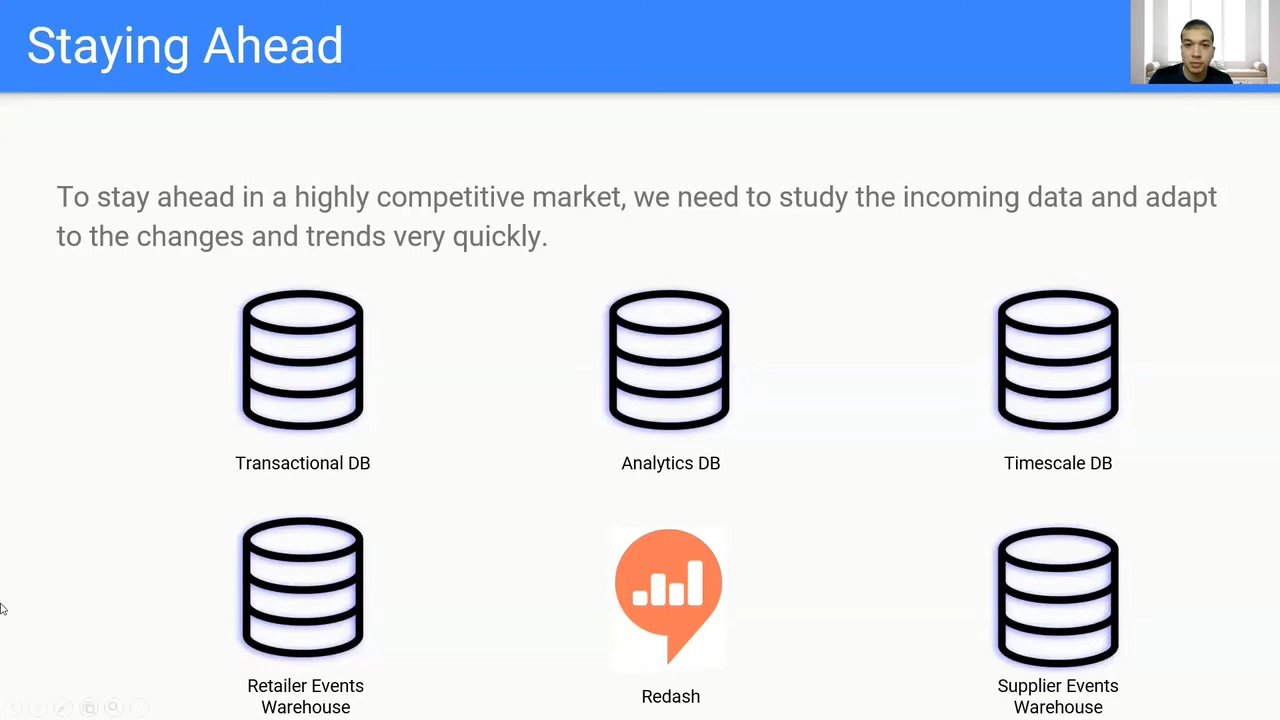 Staying Ahead
To stay ahead in a highly competitive market, we need to study the incoming data and adapt
to the changes and trends very quickly.
Transactional DB
Analytics DB
Timescale DB
Retailer Events
Warehouse
Redash
Supplier Events
Warehouse